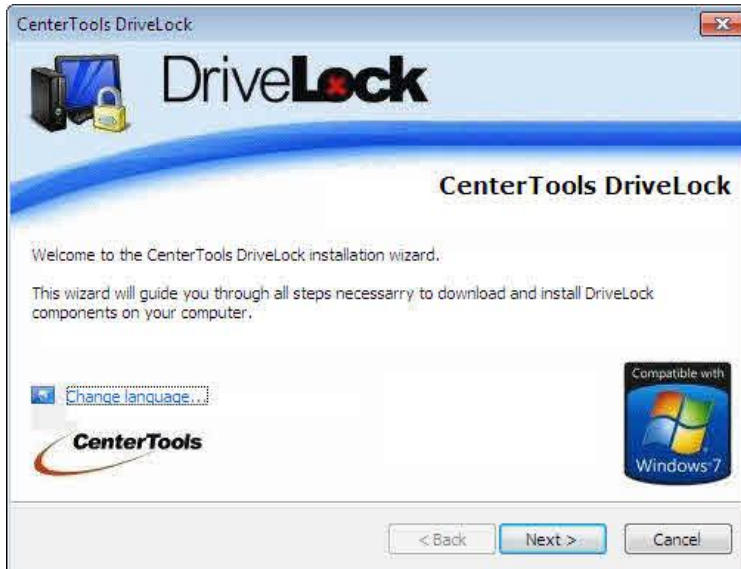 CenterTools DriveLock
DriveLock
CenterTools DriveLock
Welcome to the CenterTools DriveLock installation wizard.
This wizard will guide you through all steps necessarry to download and install DriveLock
components on your computer.
Change language...
CenterTools
Compatible with
Windows 7
< Back
Next >
Cancel